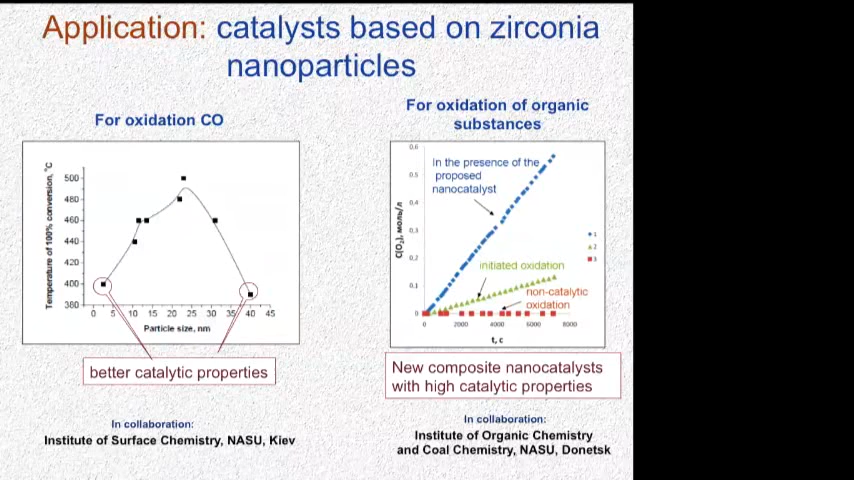 Application: catalysts based on zirconia
nanoparticles
For oxidation CO
Temperature of 100% conversion, °C
500
480
460
440
420
400
380
0 5 10 15 20 25 30 35 40 45
Particle size, nm
better catalytic properties
In collaboration:
Institute of Surface Chemistry, NASU, Kiev
For oxidation of organic
substances
C(O₂), моль/л
0,6
0,5
0,4
0,3
0,2
0,1
0
In the presence of the
proposed
nanocatalyst
initiated oxidation
non-catalytic
oxidation
1
2
3
0 2000 4000 6000 8000
t, c
New composite nanocatalysts
with high catalytic properties
In collaboration:
Institute of Organic Chemistry
and Coal Chemistry, NASU, Donetsk